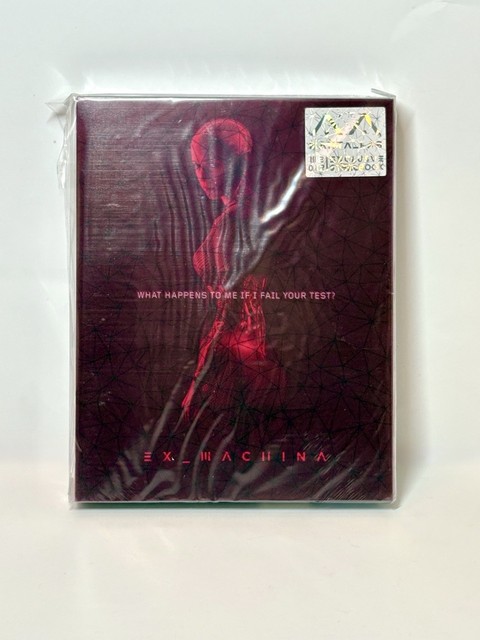 WHAT HAPPENS TO ME IF I FAIL YOUR TEST?
EX_MACHINA